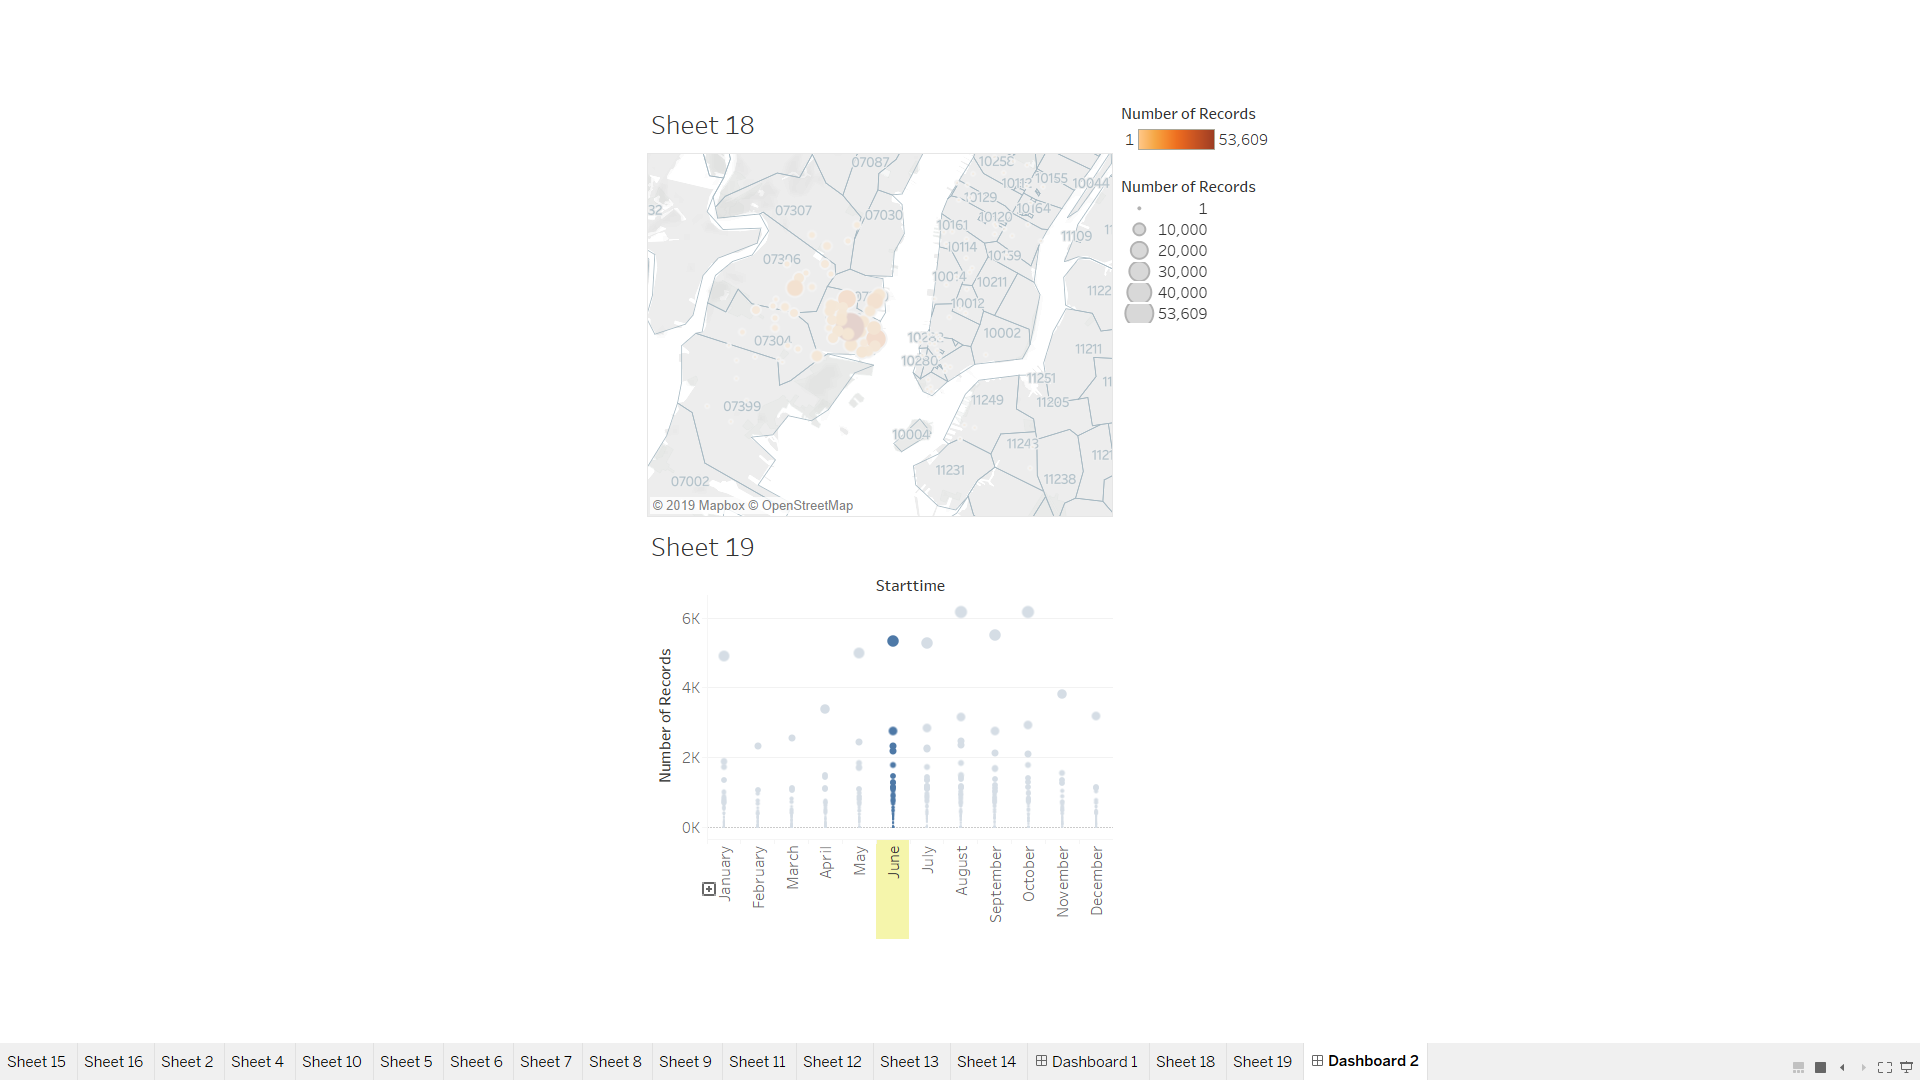 Sheet 18
Number of Records
1 53,609
Number of Records
1
10,000
20,000
30,000
40,000
53,609
07087
07307
07030
07306
07304
07399
07002
32
10155
10044
10129
10164
10120
10161
10114
11109
10159
10014
10211
10012
10002
10280
11211
11251
11249
11205
10004
11243
11231
11238
© 2019 Mapbox © OpenStreetMap
Sheet 19
Starttime
Number of Records
6K
4K
2K
0K
January
February
March
April
May
June
July
August
September
October
November
December
Sheet 15 Sheet 16 Sheet 2 Sheet 4 Sheet 10 Sheet 5 Sheet 6 Sheet 7 Sheet 8 Sheet 9 Sheet 11 Sheet 12 Sheet 13 Sheet 14 Dashboard 1 Sheet 18 Sheet 19 Dashboard 2